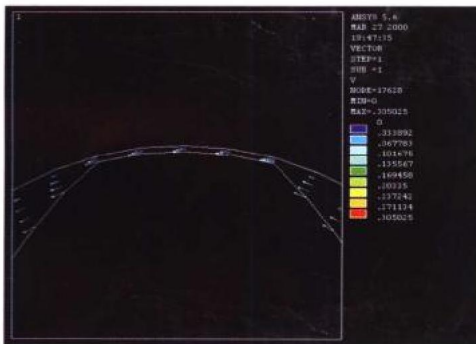 1
ANSYS 5.6
MAR 27 2000
19:47:35
VECTOR
STEP=1
SUB =1
V
NODE=17628
MIN=0
MAX=.305025
0
.033892
.067783
.101675
.135567
.169458
.20335
.237242
.271134
.305025